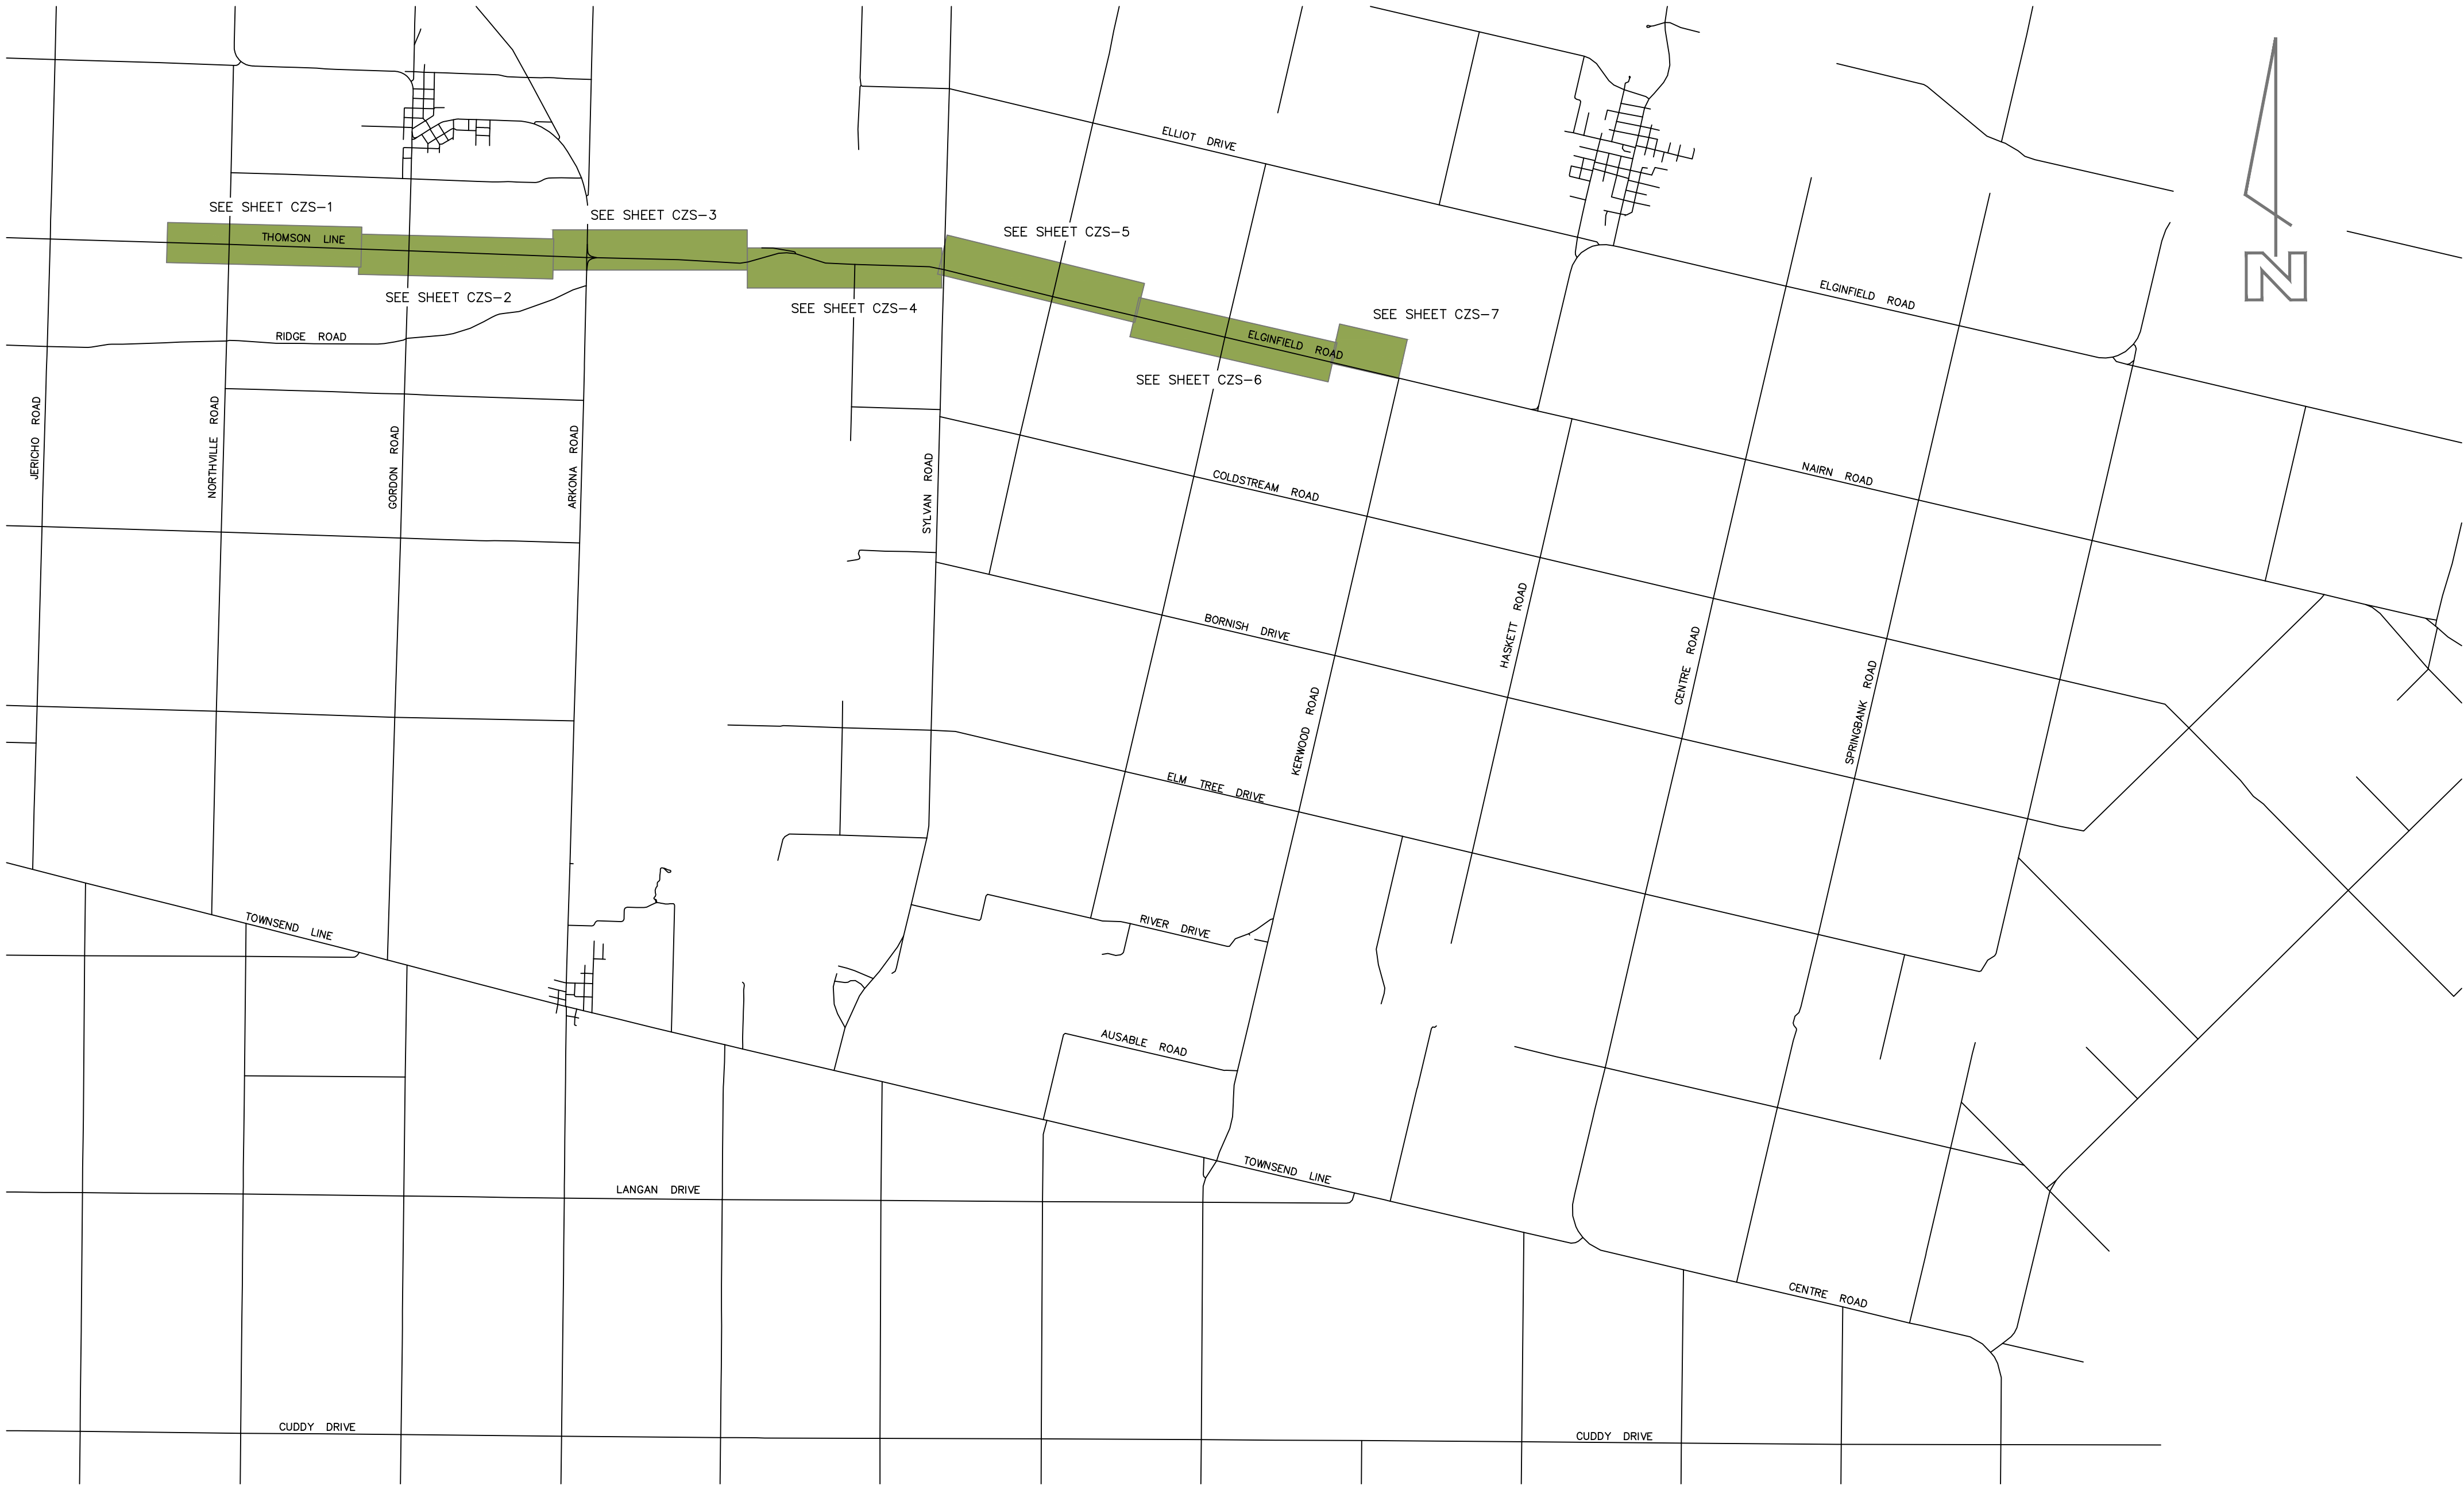 ELLIOT DRIVE
SEE SHEET CZS-1
SEE SHEET CZS-3
SEE SHEET CZS-5
THOMSON LINE
N
ELGINFIELD ROAD
SEE SHEET CZS-2
SEE SHEET CZS-4
SEE SHEET CZS-7
RIDGE ROAD
ELGINFIELD ROAD
SEE SHEET CZS-6
JERICHO ROAD
NORTHVILLE ROAD
GORDON ROAD
ARKONA ROAD
SYLVAN ROAD
COLDSTREAM ROAD
NAIRN ROAD
BORNISH DRIVE
HASKETT ROAD
CENTRE ROAD
SPRINGBANK ROAD
KERWOOD ROAD
ELM TREE DRIVE
TOWNSEND LINE
RIVER DRIVE
AUSABLE ROAD
TOWNSEND LINE
LANGAN DRIVE
CENTRE ROAD
CUDDY DRIVE
CUDDY DRIVE